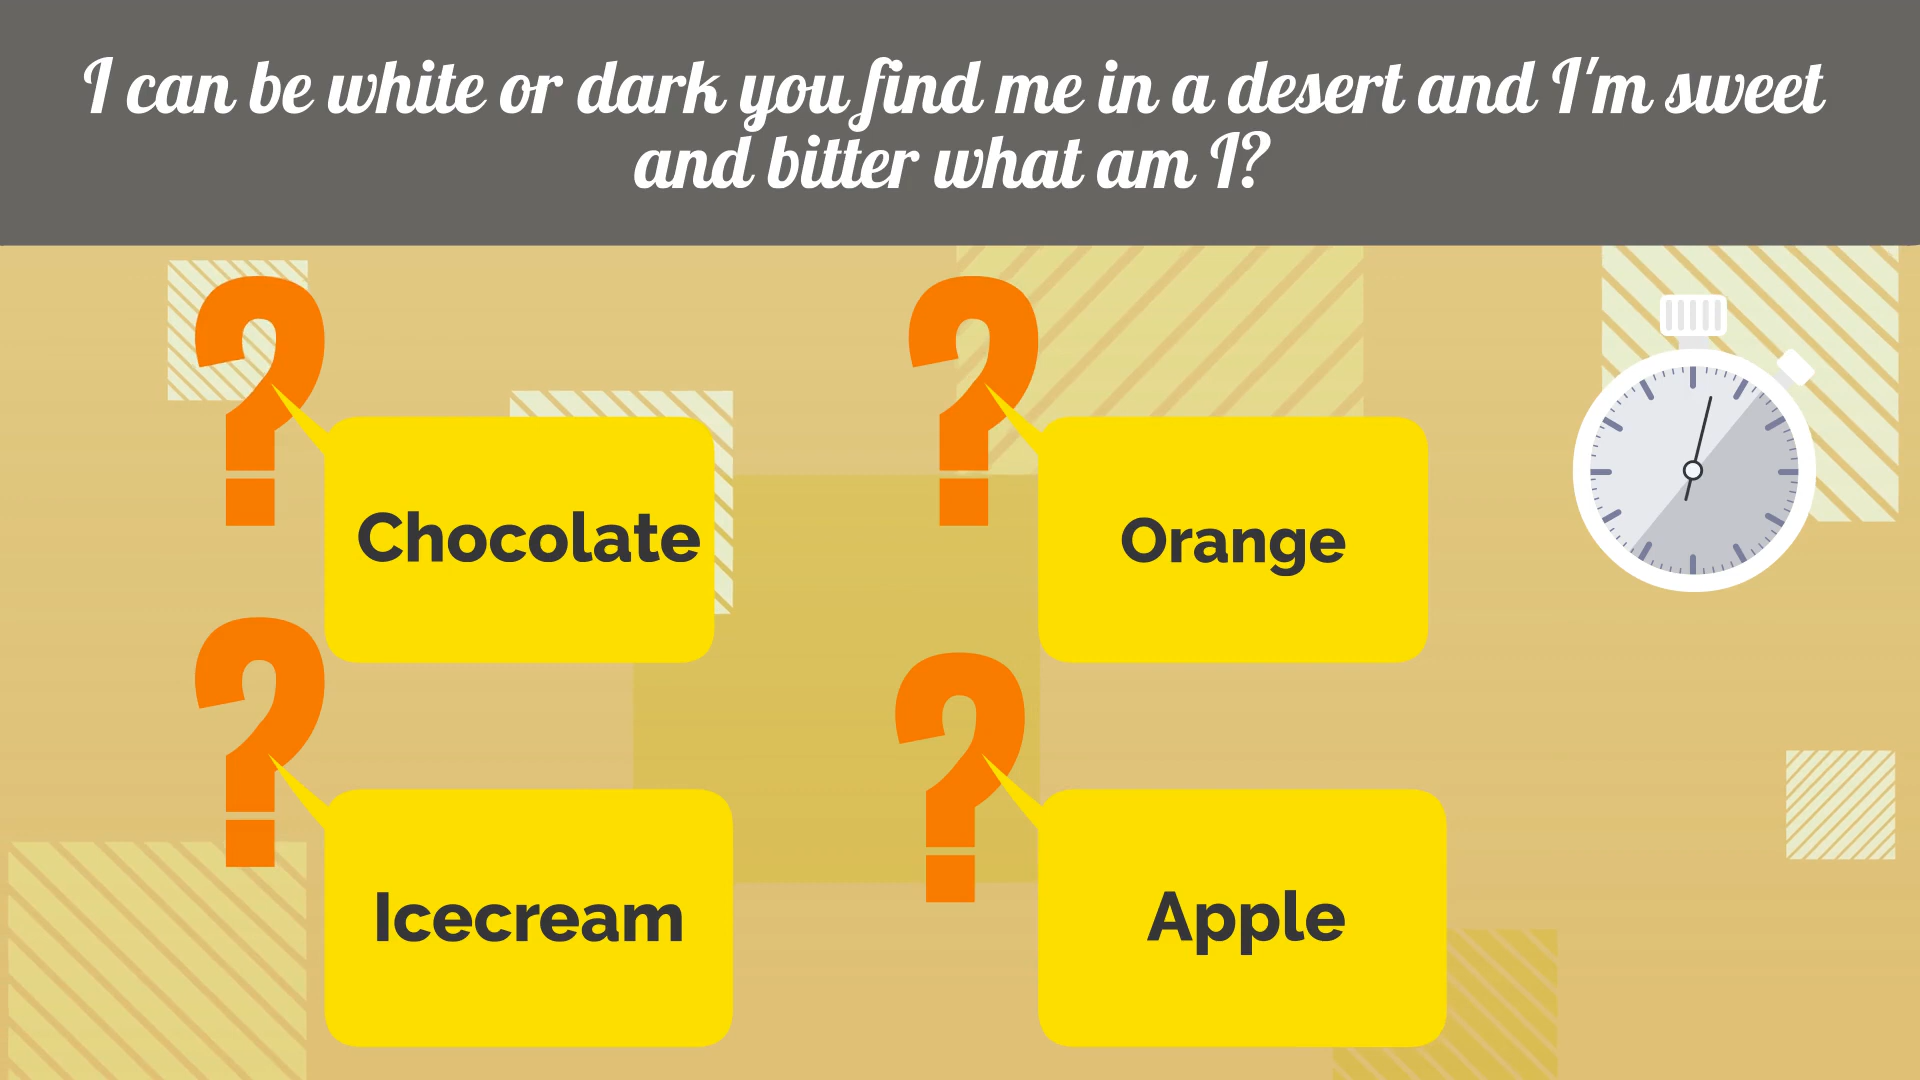 I can be white or dark you find me in a desert and I'm sweet
and bitter what am I?
Chocolate
Orange
Icecream
Apple